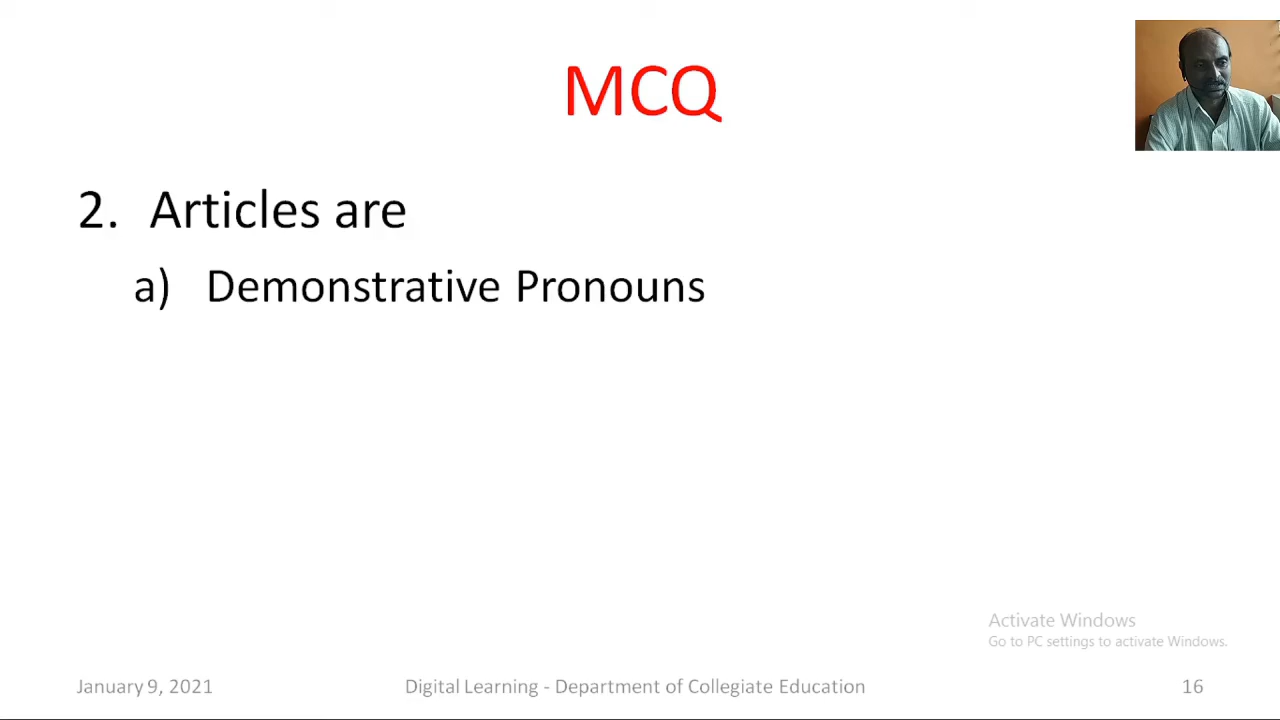 MCQ
2. Articles are
a) Demonstrative Pronouns
Activate Windows
Go to PC settings to activate Windows.
January 9, 2021 Digital Learning - Department of Collegiate Education 16